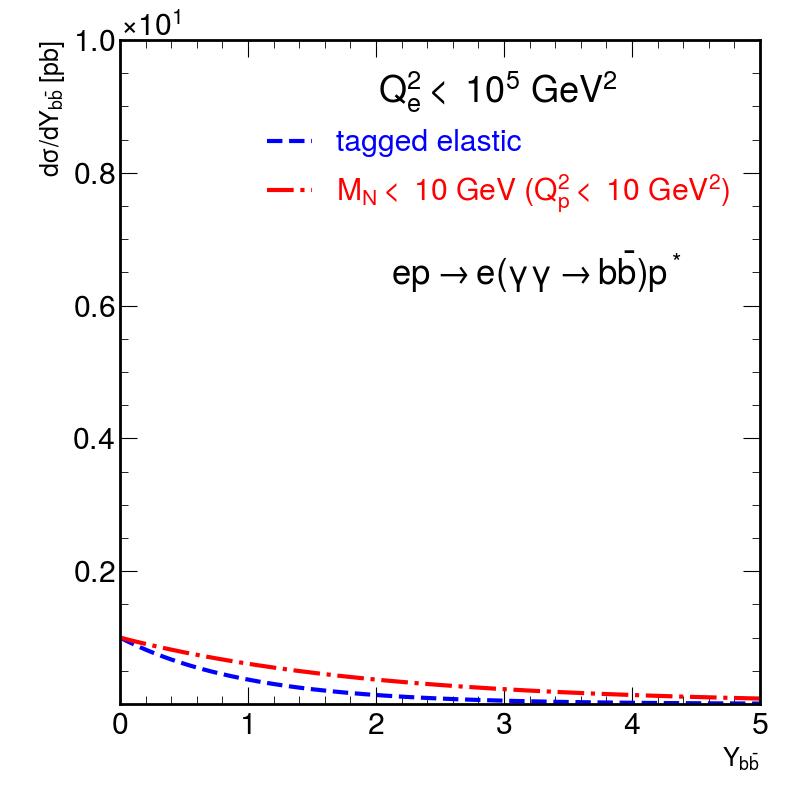 ×10¹
1.0
dσ/dY_bb̄ [pb]
Q²ₑ < 10⁵ GeV²
tagged elastic
0.8
M_N < 10 GeV (Q²ₚ < 10 GeV²)
ep → e(γγ → bb̄)p*
0.6
0.4
0.2
0 1 2 3 4 5
Y_bb̄